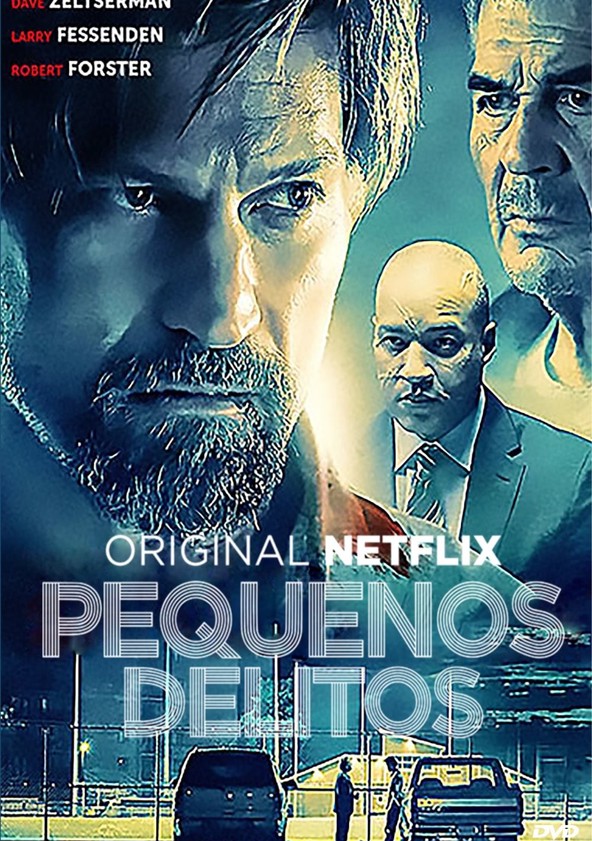 DAVE ZELTSERMAN
LARRY FESSENDEN
ROBERT FORSTER
ORIGINAL NETFLIX
PEQUENOS
DELITOS
DVD